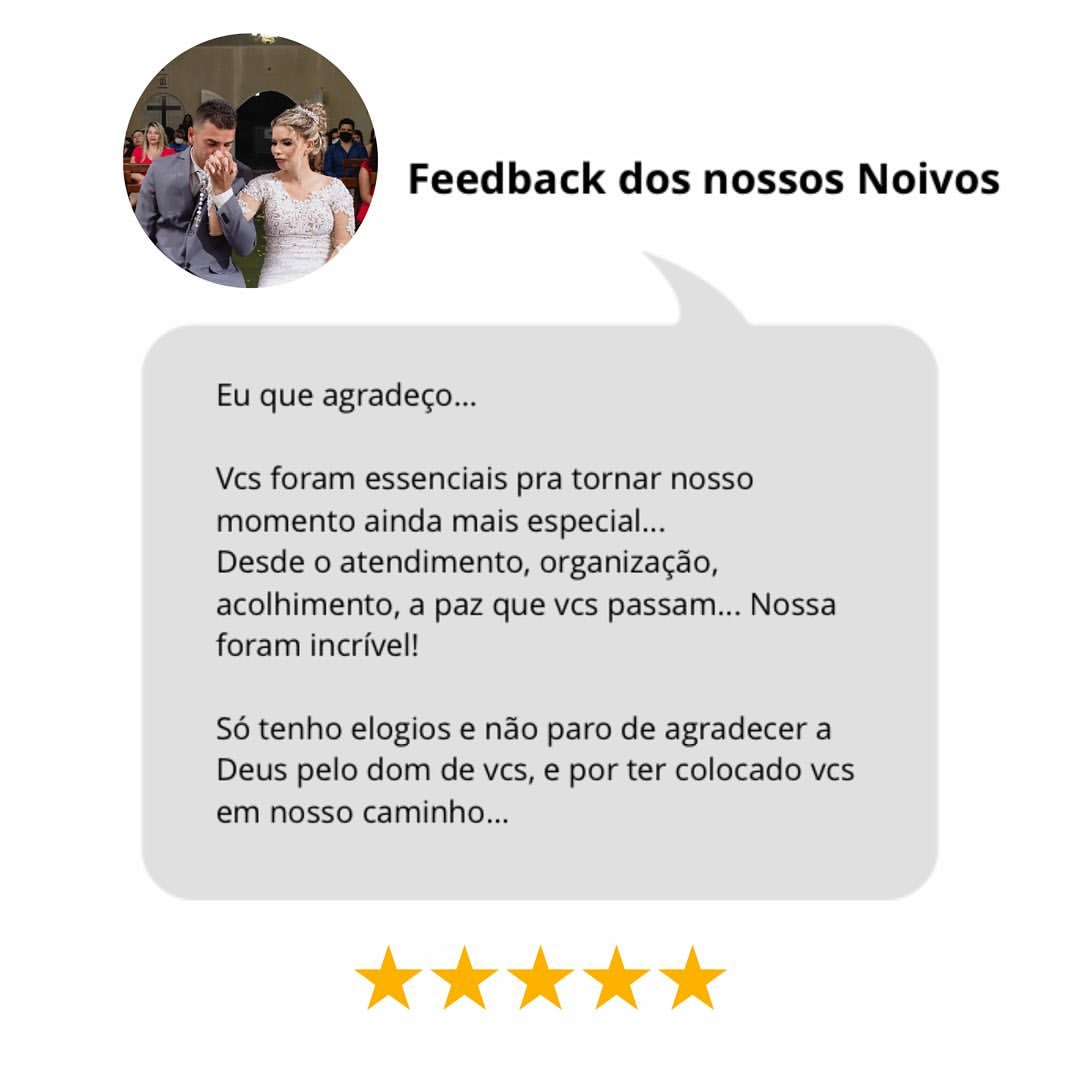 Feedback dos nossos Noivos
Eu que agradeço...
Vcs foram essenciais pra tornar nosso
momento ainda mais especial...
Desde o atendimento, organização,
acolhimento, a paz que vcs passam... Nossa
foram incrível!
Só tenho elogios e não paro de agradecer a
Deus pelo dom de vcs, e por ter colocado vcs
em nosso caminho...